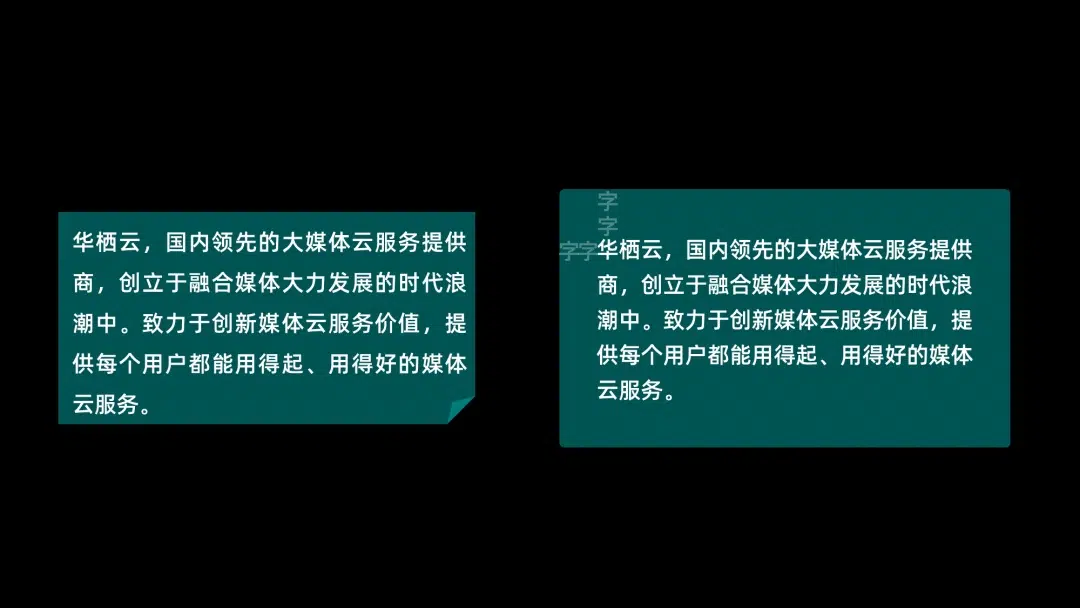 华栖云，国内领先的大媒体云服务提供
商，创立于融合媒体大力发展的时代浪
潮中。致力于创新媒体云服务价值，提
供每个用户都能用得起、用得好的媒体
云服务。
字
字
字字
华栖云，国内领先的大媒体云服务提供
商，创立于融合媒体大力发展的时代浪
潮中。致力于创新媒体云服务价值，提
供每个用户都能用得起、用得好的媒体
云服务。